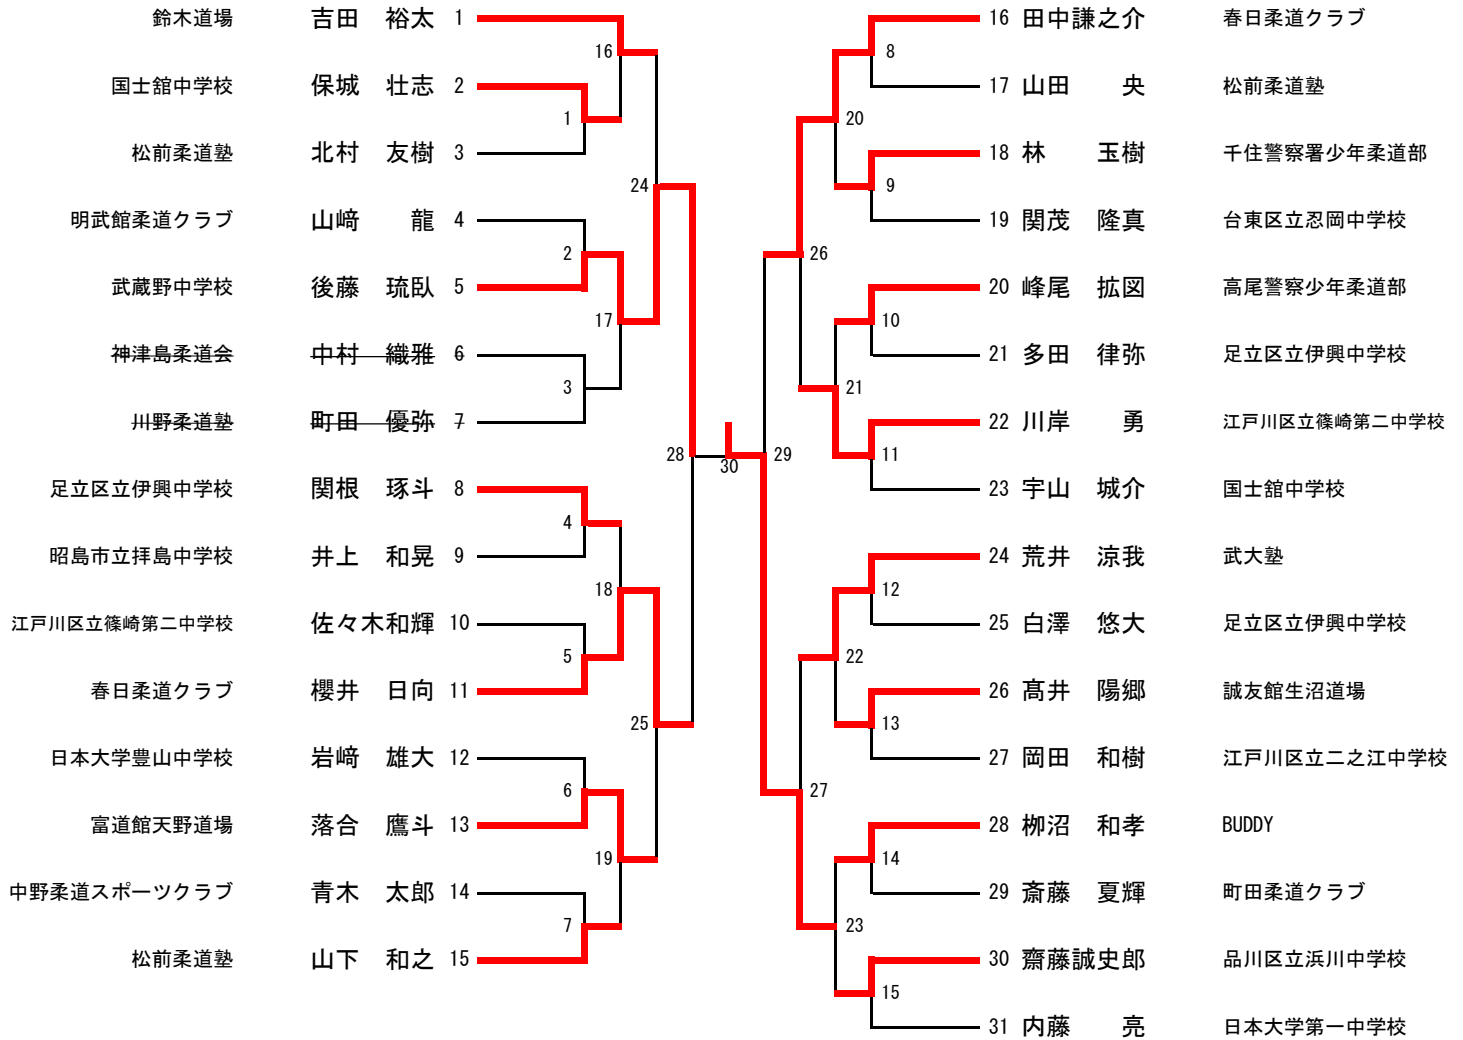 鈴木道場 吉田 裕太 1
国士舘中学校 保城 壮志 2
松前柔道塾 北村 友樹 3
明武館柔道クラブ 山﨑 龍 4
武蔵野中学校 後藤 琉臥 5
神津島柔道会 中村 織雅 6
川野柔道塾 町田 優弥 7
足立区立伊興中学校 関根 琢斗 8
昭島市立拝島中学校 井上 和晃 9
江戸川区立篠崎第二中学校 佐々木和輝 10
春日柔道クラブ 櫻井 日向 11
日本大学豊山中学校 岩﨑 雄大 12
富道館天野道場 落合 鷹斗 13
中野柔道スポーツクラブ 青木 太郎 14
松前柔道塾 山下 和之 15
16
1
24
2
17
3
28
4
18
5
25
6
19
7
30
16 田中謙之介 春日柔道クラブ
17 山田 央 松前柔道塾
18 林 玉樹 千住警察署少年柔道部
19 関茂 隆真 台東区立忍岡中学校
20 峰尾 拡図 高尾警察少年柔道部
21 多田 律弥 足立区立伊興中学校
22 川岸 勇 江戸川区立篠崎第二中学校
23 宇山 城介 国士舘中学校
24 荒井 涼我 武大塾
25 白澤 悠大 足立区立伊興中学校
26 髙井 陽郷 誠友館生沼道場
27 岡田 和樹 江戸川区立二之江中学校
28 栁沼 和孝 BUDDY
29 斎藤 夏輝 町田柔道クラブ
30 齋藤誠史郎 品川区立浜川中学校
31 内藤 亮 日本大学第一中学校
8
20
9
26
10
21
11
29
12
22
13
27
14
23
15